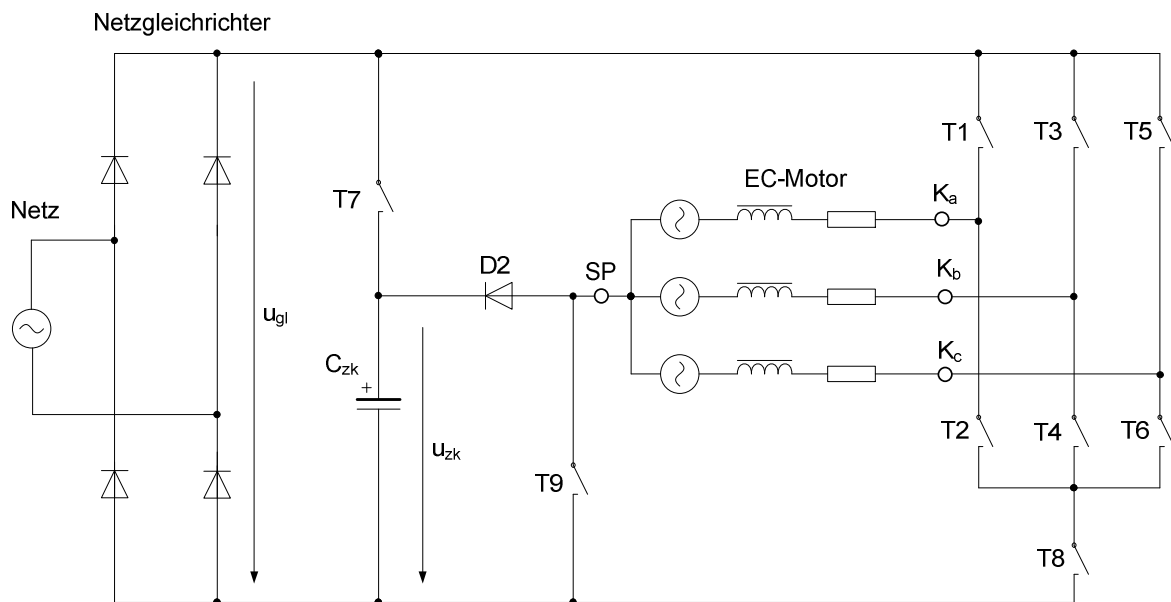 Netzgleichrichter
T1
T3
T5
EC-Motor
T7
Ka
Netz
D2
SP
Kb
ugl
Czk
+
Kc
uzk
T2
T4
T6
T9
T8